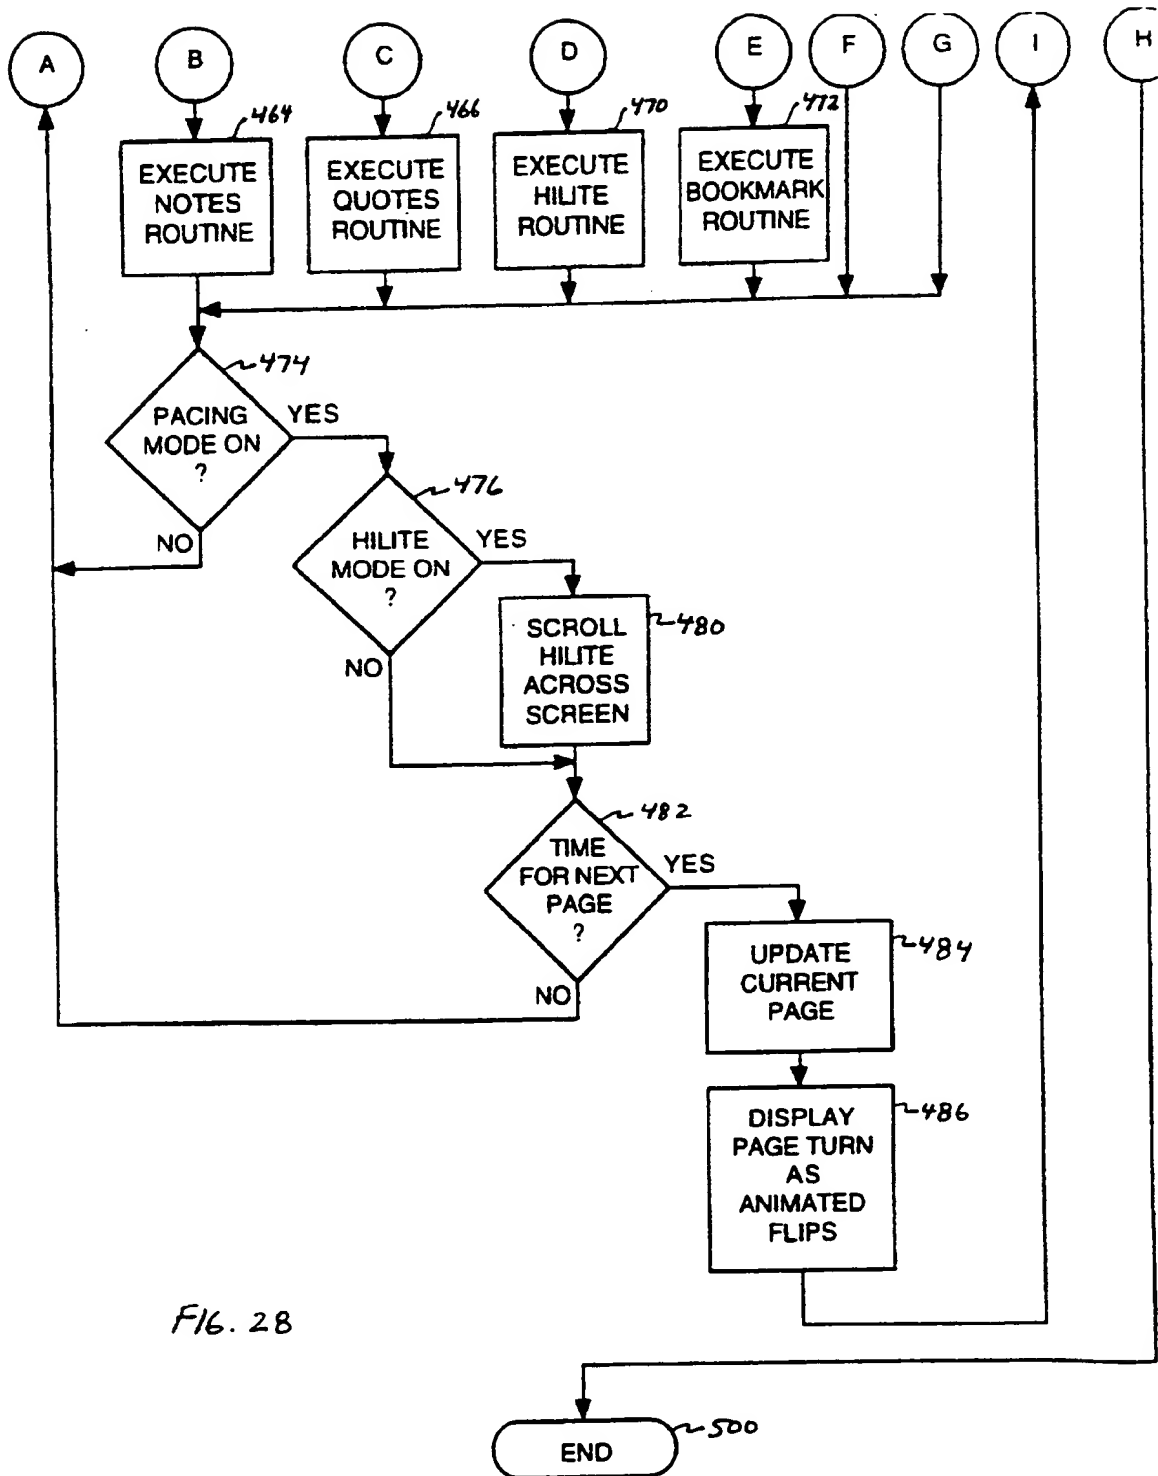 A B C D E F G I H
464 466 470 472
EXECUTE
NOTES
ROUTINE
EXECUTE
QUOTES
ROUTINE
EXECUTE
HILITE
ROUTINE
EXECUTE
BOOKMARK
ROUTINE
474
PACING
MODE ON
?
YES
NO
476
HILITE
MODE ON
?
YES
NO
480
SCROLL
HILITE
ACROSS
SCREEN
482
TIME
FOR NEXT
PAGE
?
YES
NO
484
UPDATE
CURRENT
PAGE
486
DISPLAY
PAGE TURN
AS
ANIMATED
FLIPS
FIG. 28
500
END